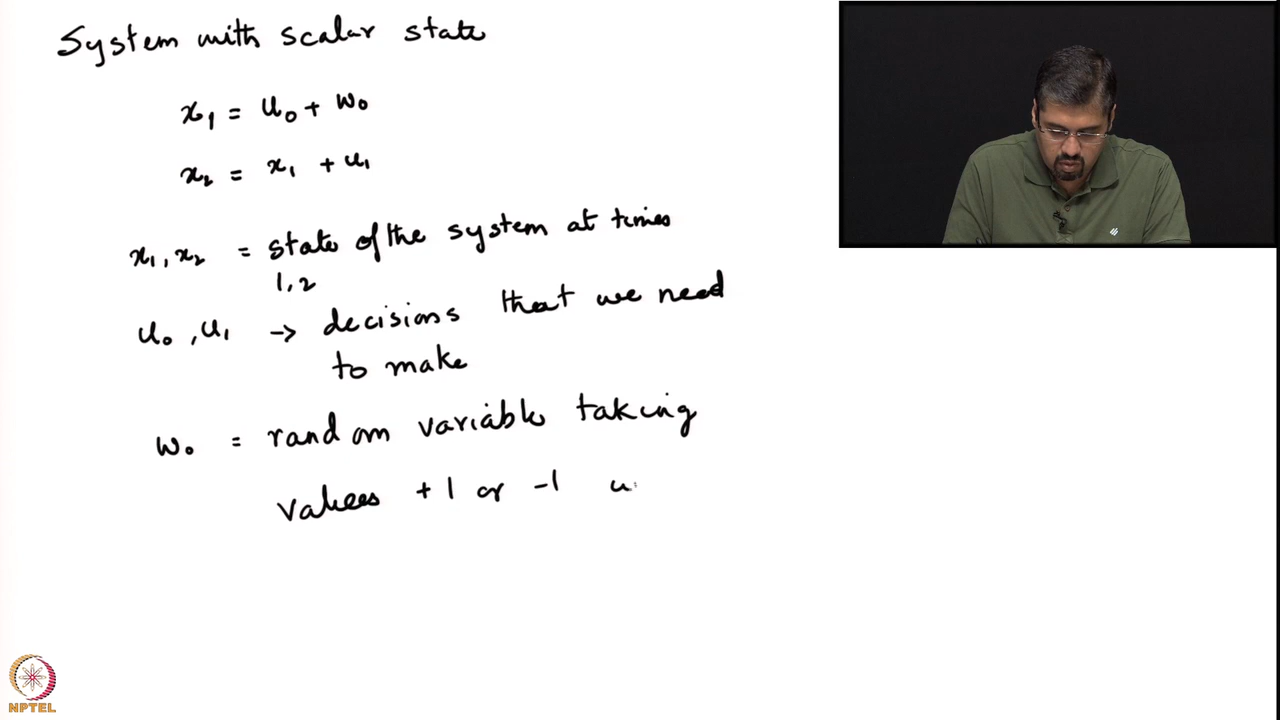 System with scalar state
x₁ = u₀ + w₀
x₂ = x₁ + u₁
x₁, x₂ = state of the system at times
1, 2
u₀, u₁ → decisions that we need
to make
w₀ = random variable taking
values +1 or -1
NPTEL